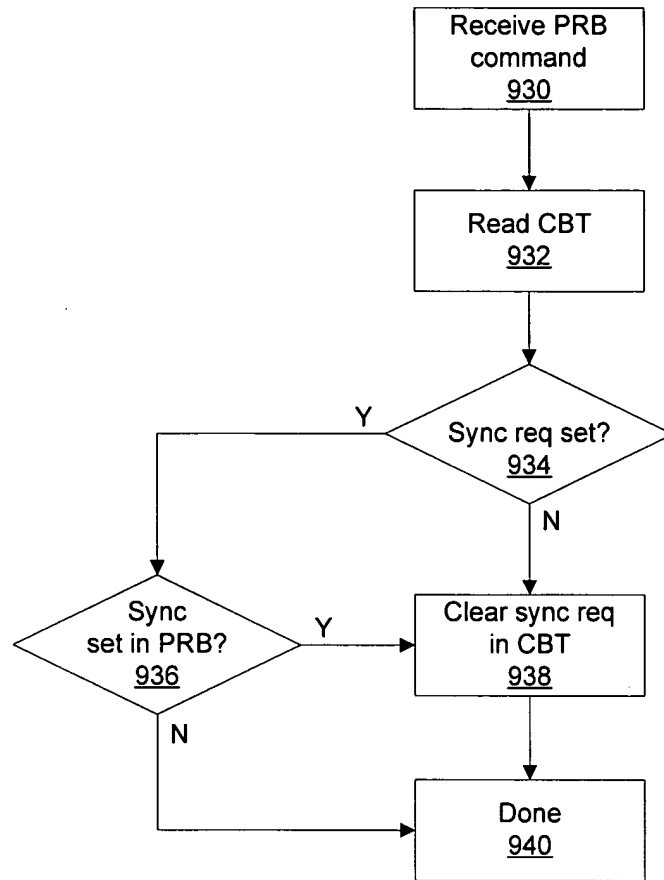 Receive PRB
command
930
Read CBT
932
Y
Sync req set?
934
N
Sync
set in PRB?
936
Y
Clear sync req
in CBT
938
N
Done
940